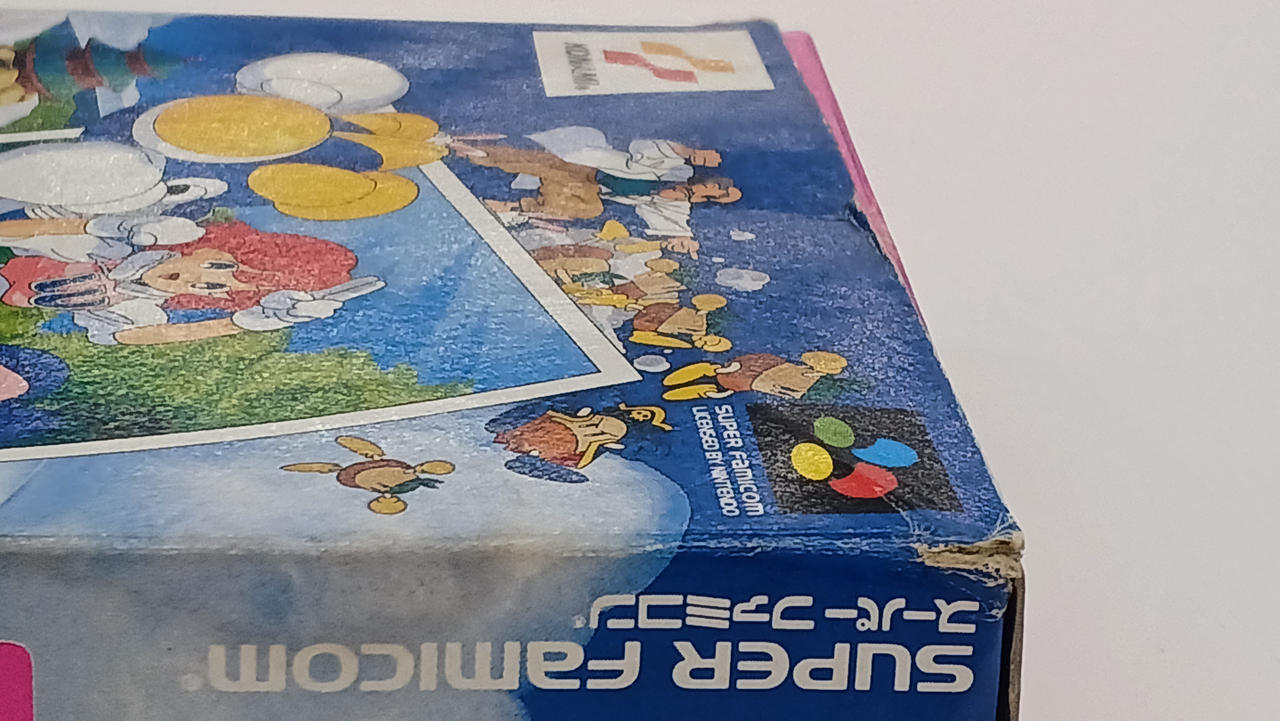 KONAMI®
SUPER FAMICOM
LICENSED BY NINTENDO
スーパーファミコン®
SUPER FAMICOM®